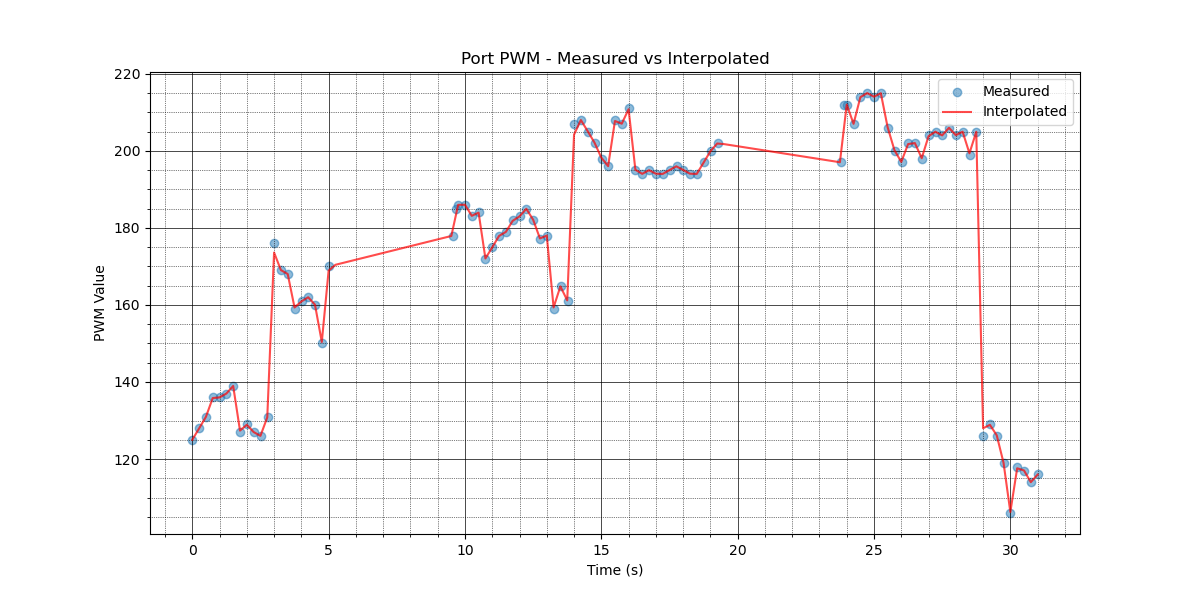 Port PWM - Measured vs Interpolated
Measured
Interpolated
PWM Value
220
200
180
160
140
120
0 5 10 15 20 25 30
Time (s)